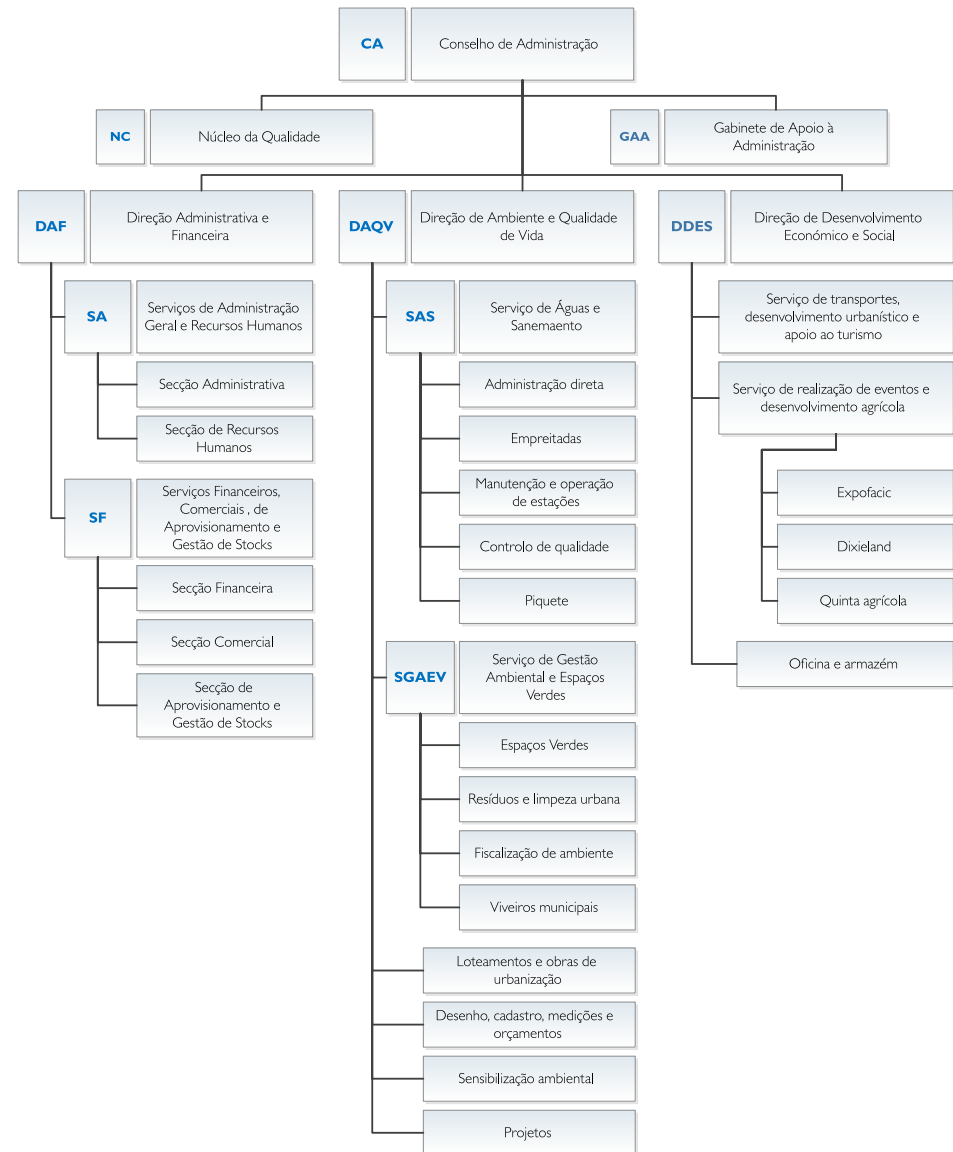 CA
Conselho de Administração
NC
Núcleo da Qualidade
GAA
Gabinete de Apoio à
Administração
DAF
Direção Administrativa e
Financeira
SA
Serviços de Administração
Geral e Recursos Humanos
Secção Administrativa
Secção de Recursos
Humanos
SF
Serviços Financeiros,
Comerciais , de
Aprovisionamento e
Gestão de Stocks
Secção Financeira
Secção Comercial
Secção de
Aprovisionamento e
Gestão de Stocks
DAQV
Direção de Ambiente e Qualidade
de Vida
SAS
Serviço de Águas e
Sanemaento
Administração direta
Empreitadas
Manutenção e operação
de estações
Controlo de qualidade
Piquete
SGAEV
Serviço de Gestão
Ambiental e Espaços
Verdes
Espaços Verdes
Resíduos e limpeza urbana
Fiscalização de ambiente
Viveiros municipais
Loteamentos e obras de
urbanização
Desenho, cadastro, medições e
orçamentos
Sensibilização ambiental
Projetos
DDES
Direção de Desenvolvimento
Económico e Social
Serviço de transportes,
desenvolvimento urbanístico e
apoio ao turismo
Serviço de realização de eventos e
desenvolvimento agrícola
Expofacic
Dixieland
Quinta agrícola
Oficina e armazém